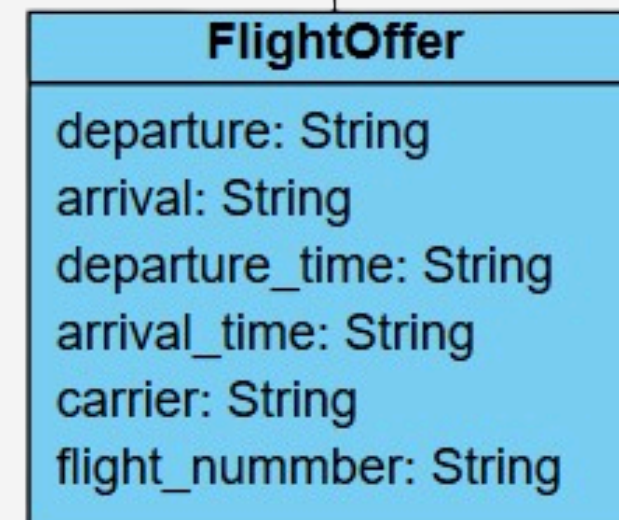 FlightOffer
departure: String
arrival: String
departure_time: String
arrival_time: String
carrier: String
flight_nummber: String